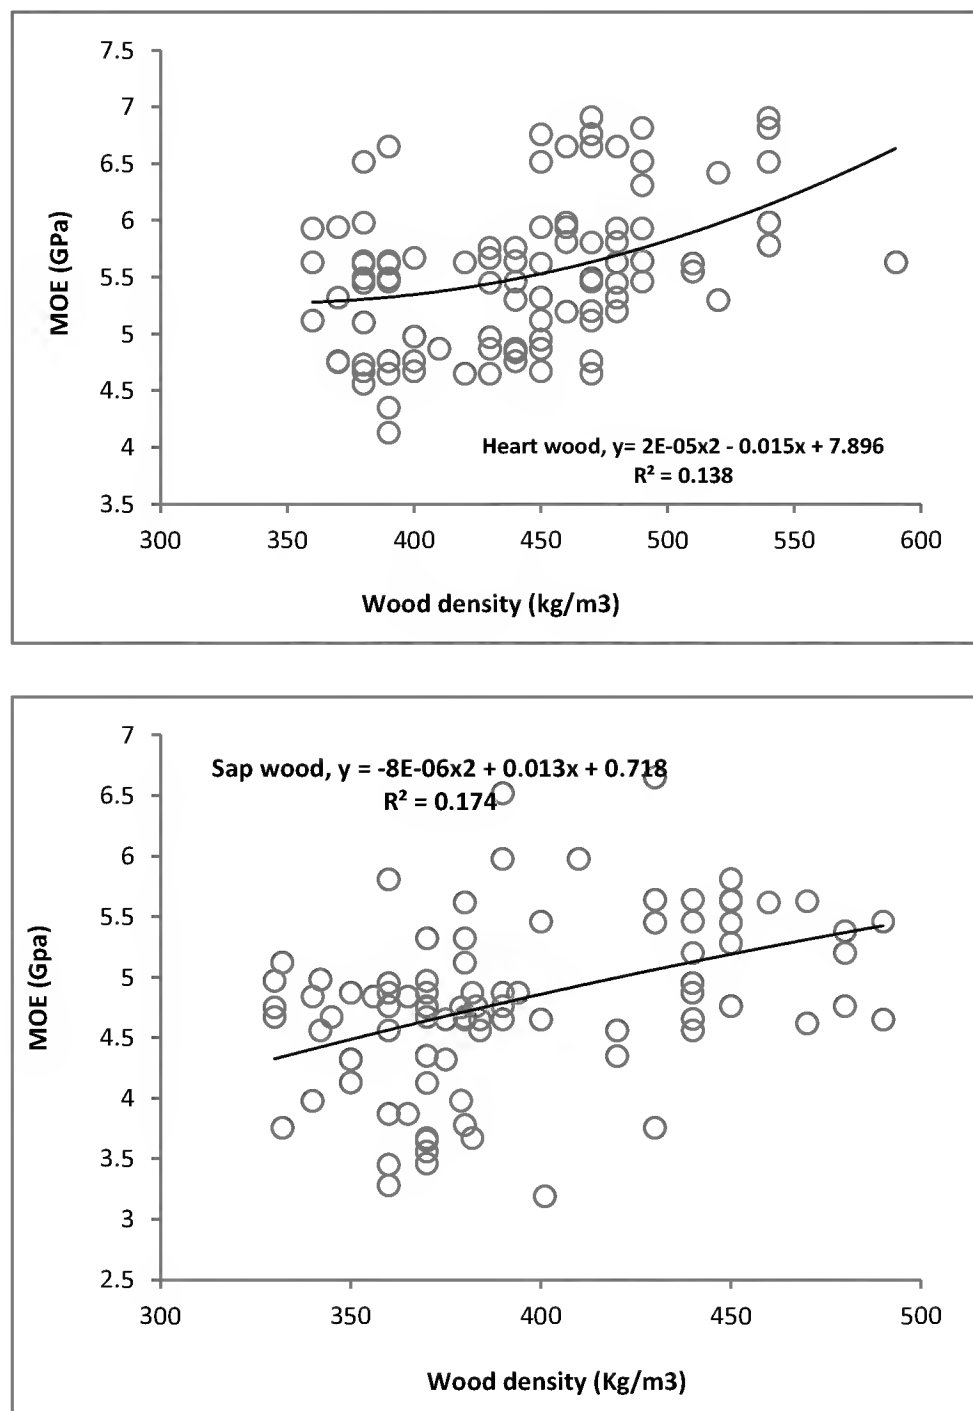 7.5
7
6.5
6
5.5
5
4.5
4
3.5
MOE (GPa)
Heart wood, y= 2E-05x2 - 0.015x + 7.896
R² = 0.138
300 350 400 450 500 550 600
Wood density (kg/m3)
7
6.5
6
5.5
5
4.5
4
3.5
3
2.5
MOE (Gpa)
Sap wood, y = -8E-06x2 + 0.013x + 0.718
R² = 0.174
300 350 400 450 500
Wood density (Kg/m3)